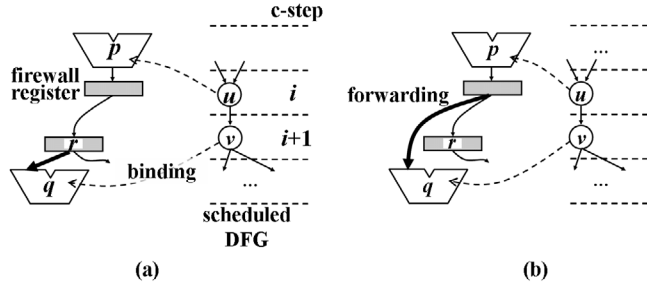 c-step
p
firewall
register
u
i
r
v
i+1
q
binding
...
scheduled
DFG
(a)
p
...
forwarding
u
r
v
q
...
(b)